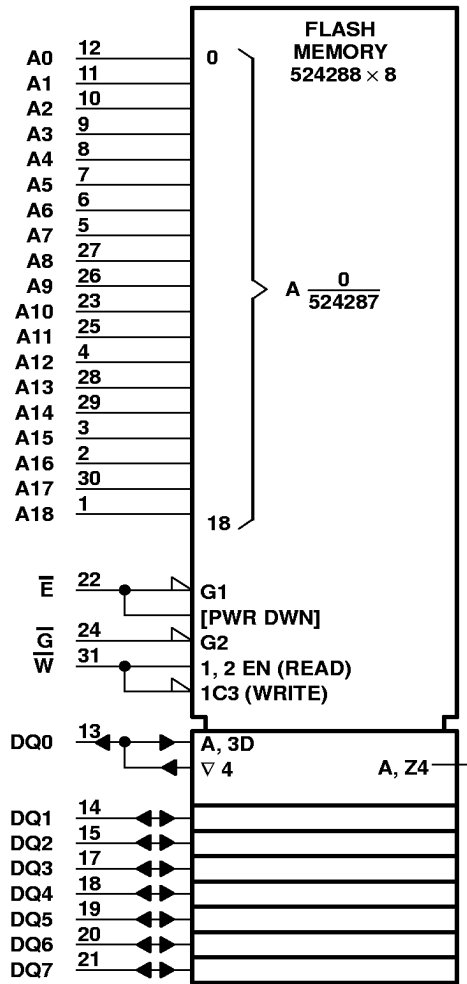 FLASH
MEMORY
524288 × 8
A0 12 0
A1 11
A2 10
A3 9
A4 8
A5 7
A6 6
A7 5
A8 27
A9 26
A 0
524287
A10 23
A11 25
A12 4
A13 28
A14 29
A15 3
A16 2
A17 30
A18 1 18
E̅ 22 G1
[PWR DWN]
G̅ 24 G2
W̅ 31 1, 2 EN (READ)
1C3 (WRITE)
DQ0 13 A, 3D
▽ 4 A, Z4
DQ1 14
DQ2 15
DQ3 17
DQ4 18
DQ5 19
DQ6 20
DQ7 21